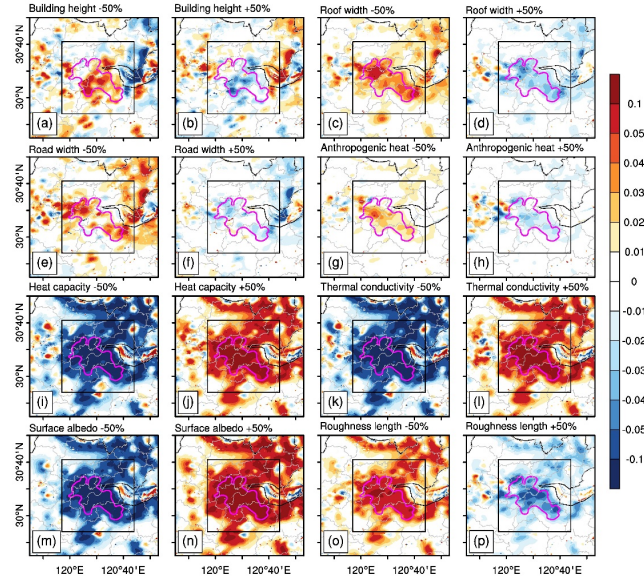 Building height -50%
Building height +50%
Roof width -50%
Roof width +50%
30°40'N
30°N
(a)
(b)
(c)
(d)
0.1
Road width -50%
Road width +50%
Anthropogenic heat -50%
Anthropogenic heat +50%
0.04
0.03
30°40'N
30°N
(e)
(f)
(g)
(h)
0.02
0.01
Heat capacity -50%
Heat capacity +50%
Thermal conductivity -50%
Thermal conductivity +50%
0
-0.01
30°40'N
30°N
(i)
(j)
(k)
(l)
-0.02
-0.03
Surface albedo -50%
Surface albedo +50%
Roughness length -50%
Roughness length +50%
-0.04
-0.1
30°40'N
30°N
(m)
(n)
(o)
(p)
120°E
120°40'E
120°E
120°40'E
120°E
120°40'E
120°E
120°40'E